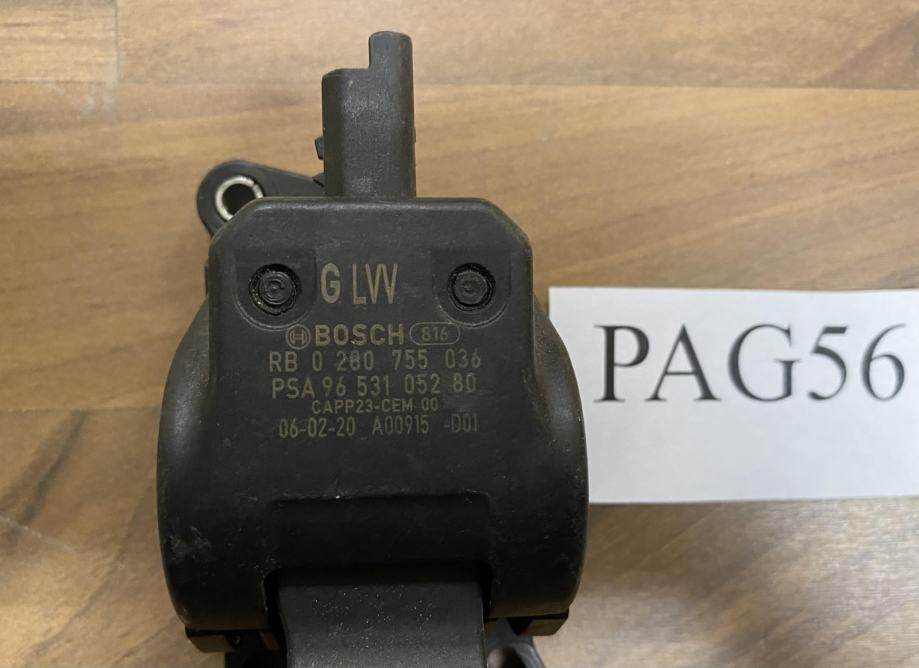 G LW
BOSCH 816
RB 0 280 755 036
PSA 96 531 052 80
CAPP23-CEM 00
06-02-20 A00915 -D01
PAG56